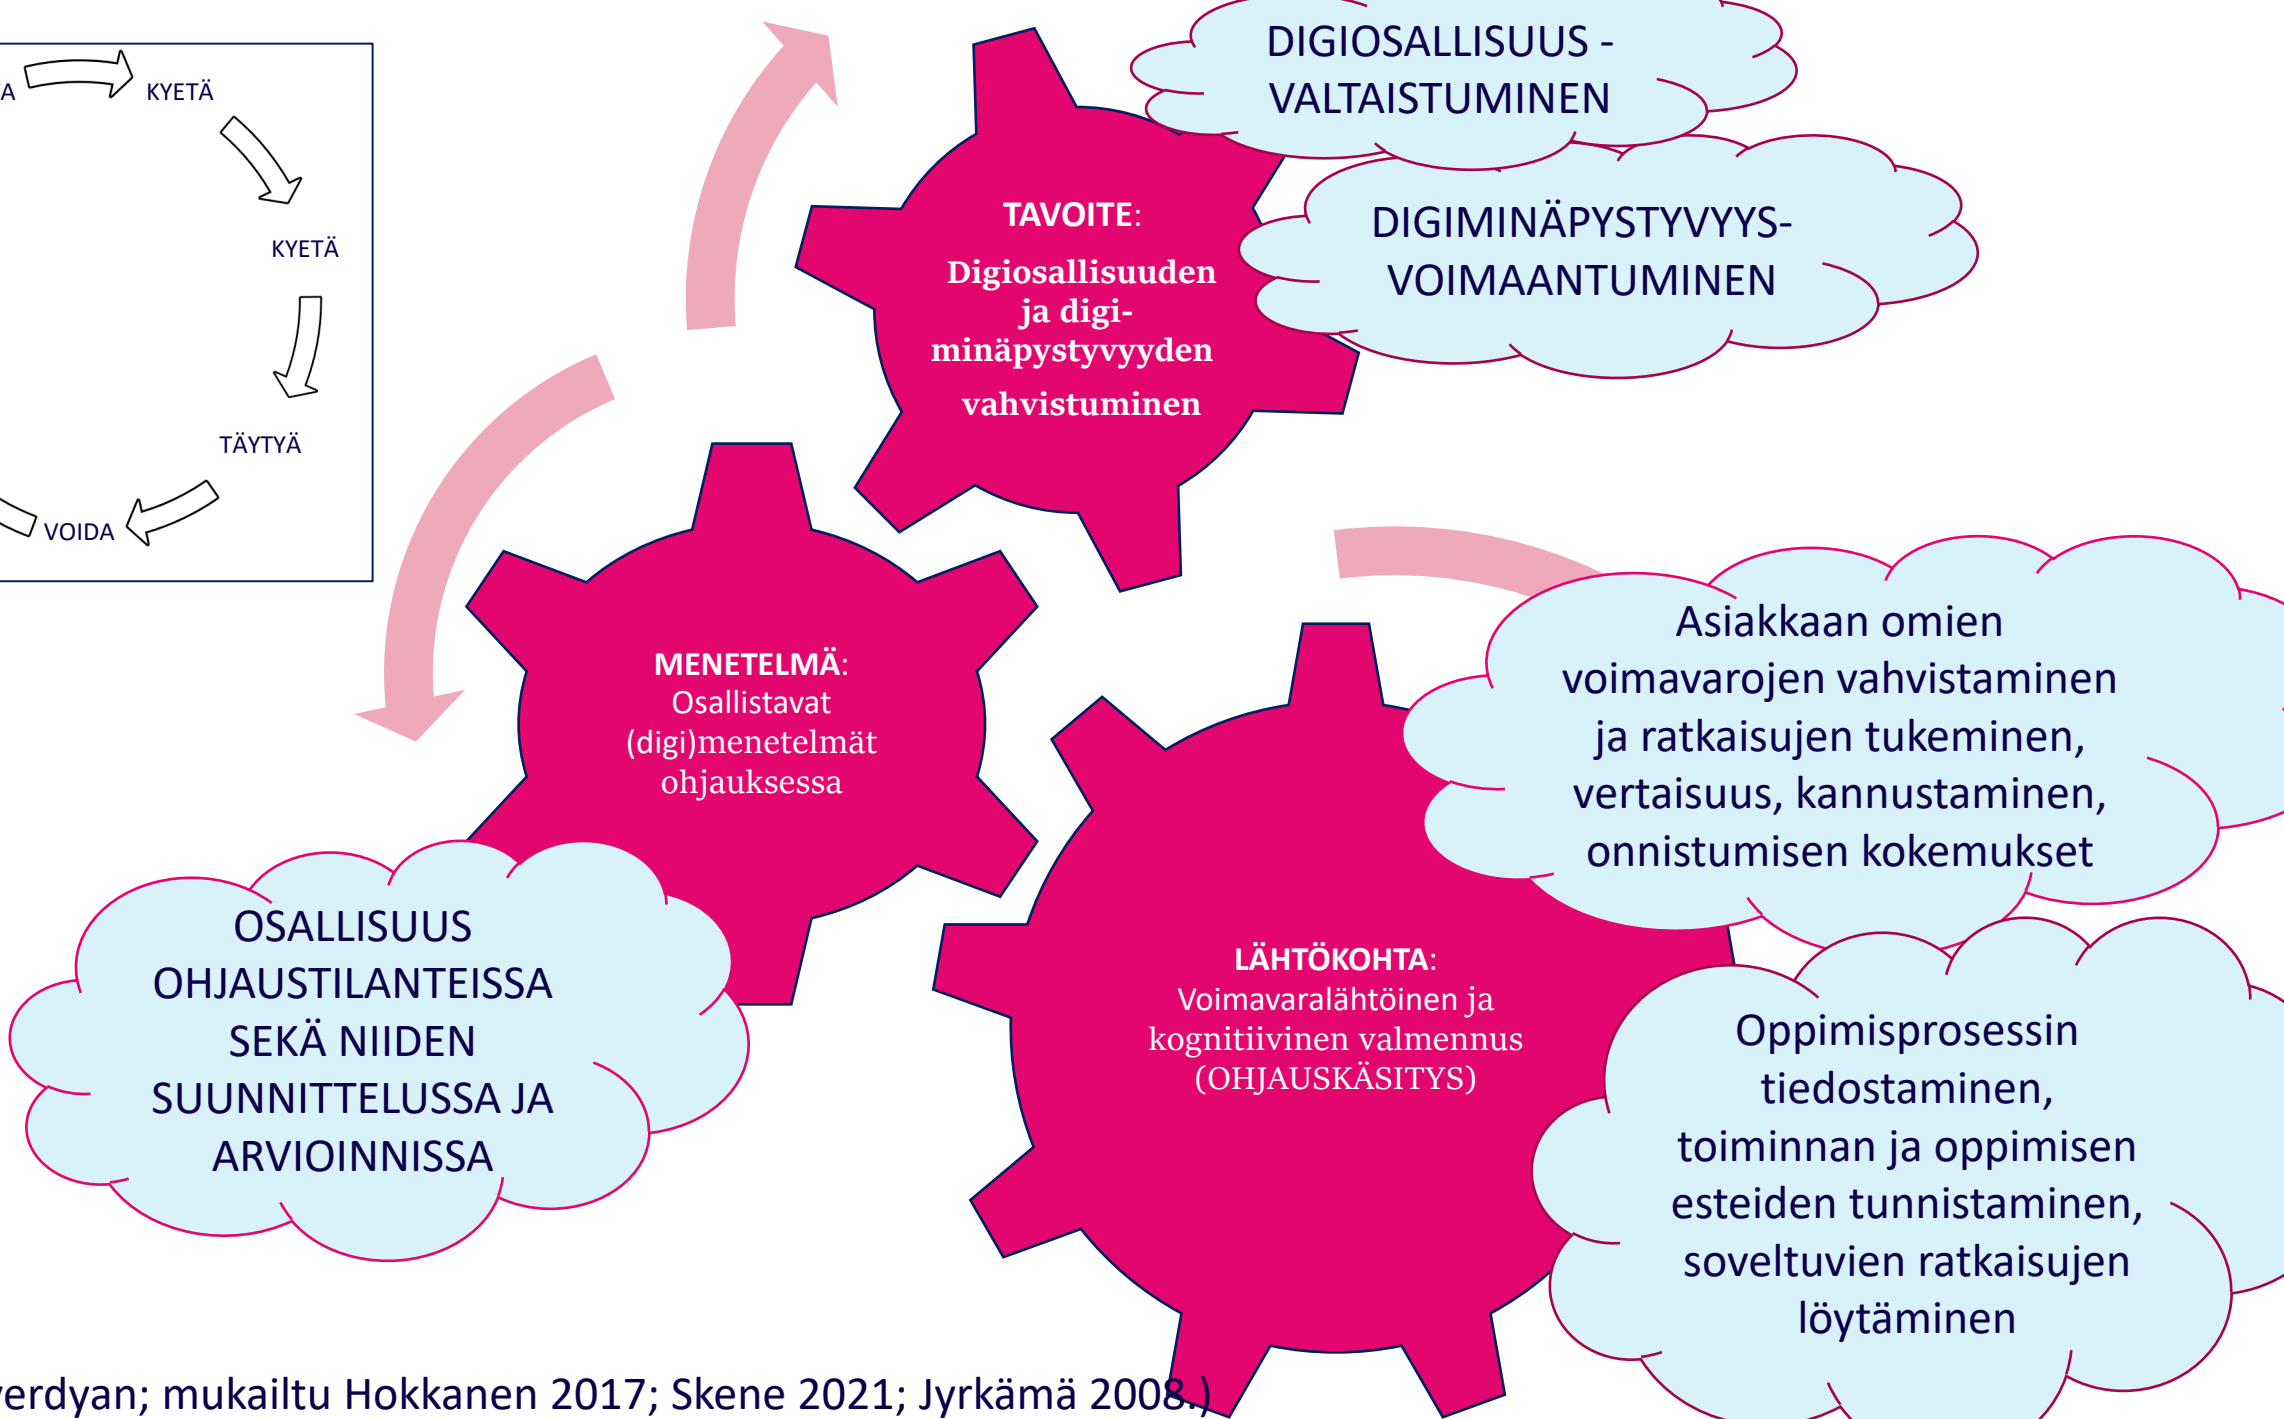 KYETÄ
KYETÄ
TÄYTYÄ
VOIDA
DIGIOSALLISUUS -
VALTAISTUMINEN
DIGIMINÄPYSTYVYYS-
VOIMAANTUMINEN
TAVOITE:
Digiosallisuuden
ja digi-
minäpystyvyyden
vahvistuminen
MENETELMÄ:
Osallistavat
(digi)menetelmät
ohjauksessa
OSALLISUUS
OHJAUSTILANTEISSA
SEKÄ NIIDEN
SUUNNITTELUSSA JA
ARVIOINNISSA
LÄHTÖKOHTA:
Voimavaralähtöinen ja
kognitiivinen valmennus
(OHJAUSKÄSITYS)
Asiakkaan omien
voimavarojen vahvistaminen
ja ratkaisujen tukeminen,
vertaisuus, kannustaminen,
onnistumisen kokemukset
Oppimisprosessin
tiedostaminen,
toiminnan ja oppimisen
esteiden tunnistaminen,
soveltuvien ratkaisujen
löytäminen
verdyan; mukailtu Hokkanen 2017; Skene 2021; Jyrkämä 2008.)